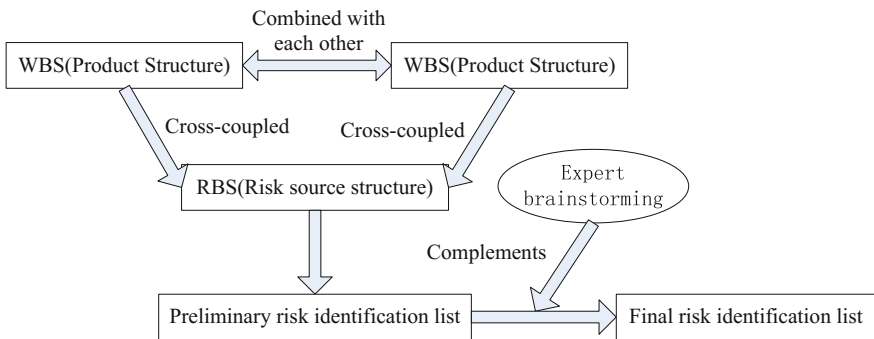 Combined with
each other
WBS(Product Structure)
WBS(Product Structure)
Cross-coupled
Cross-coupled
RBS(Risk source structure)
Expert
brainstorming
Complements
Preliminary risk identification list
Final risk identification list